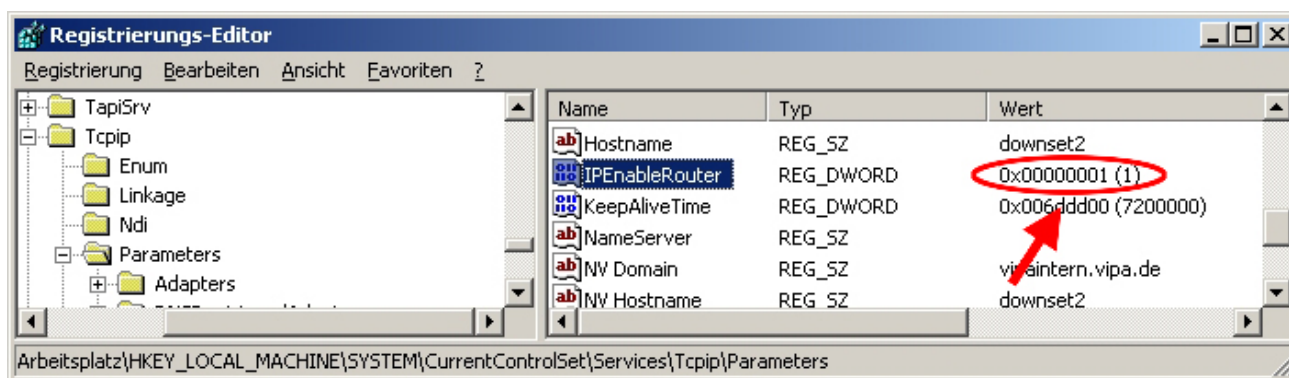 Registrierungs-Editor
Registrierung Bearbeiten Ansicht Favoriten ?
TapiSrv
Tcpip
Enum
Linkage
Ndi
Parameters
Adapters
Name Typ Wert
Hostname REG_SZ downset2
IPEnableRouter REG_DWORD 0x00000001 (1)
KeepAliveTime REG_DWORD 0x006ddd00 (7200000)
NameServer REG_SZ
NV Domain REG_SZ vipaintern.vipa.de
NV Hostname REG_SZ downset2
Arbeitsplatz\HKEY_LOCAL_MACHINE\SYSTEM\CurrentControlSet\Services\Tcpip\Parameters